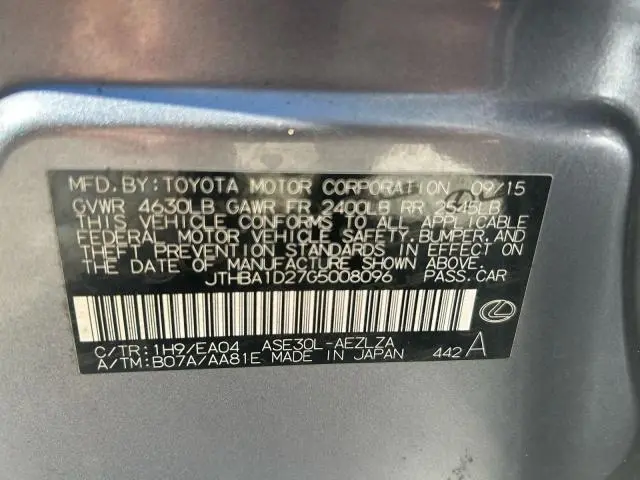 MFD. BY: TOYOTA MOTOR CORPORATION 09/15
GVWR 4630LB GAWR FR 2400LB RR 2545LB
THIS VEHICLE CONFORMS TO ALL APPLICABLE
FEDERAL MOTOR VEHICLE SAFETY, BUMPER, AND
THEFT PREVENTION STANDARDS IN EFFECT ON
THE DATE OF MANUFACTURE SHOWN ABOVE.
JTHBA1D27G5008096 PASS. CAR
C/TR: 1H9/EA04 ASE30L-AEZLZA
A/TM: B07A/AA81E MADE IN JAPAN 442 A